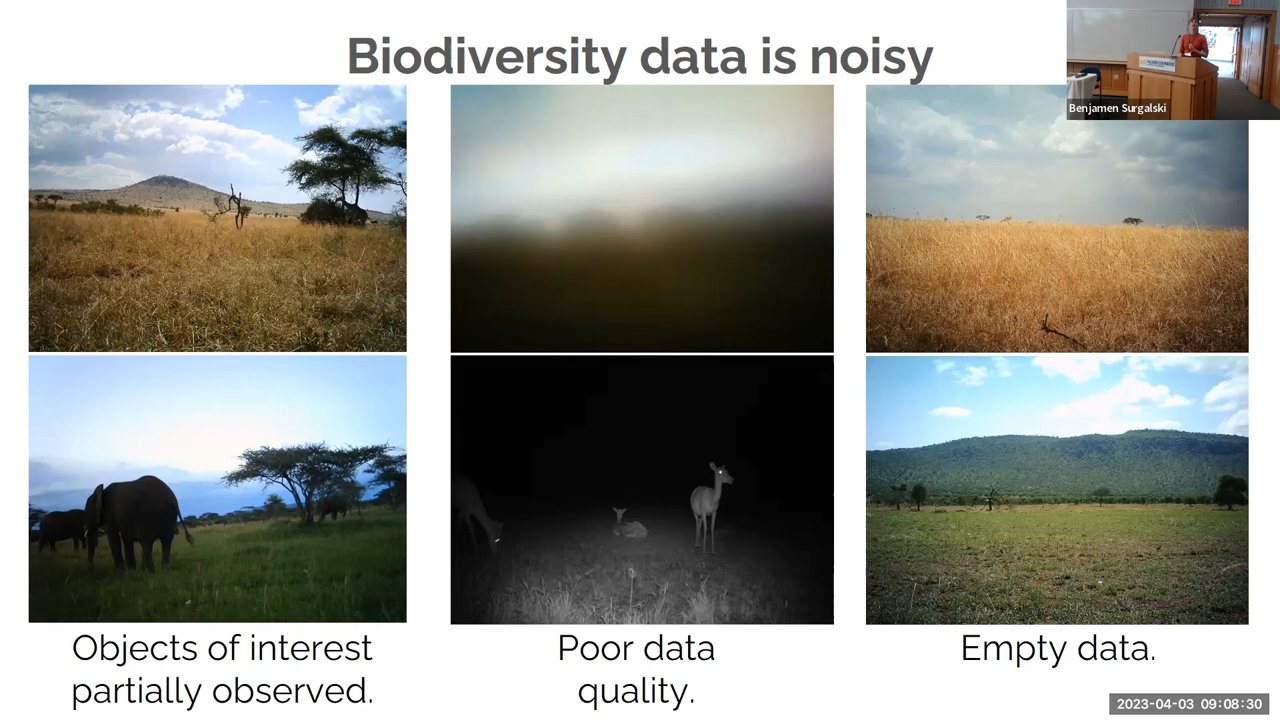 Biodiversity data is noisy
Benjamen Surgalski
Objects of interest
partially observed.
Poor data
quality.
Empty data.
2023-04-03 09:08:30